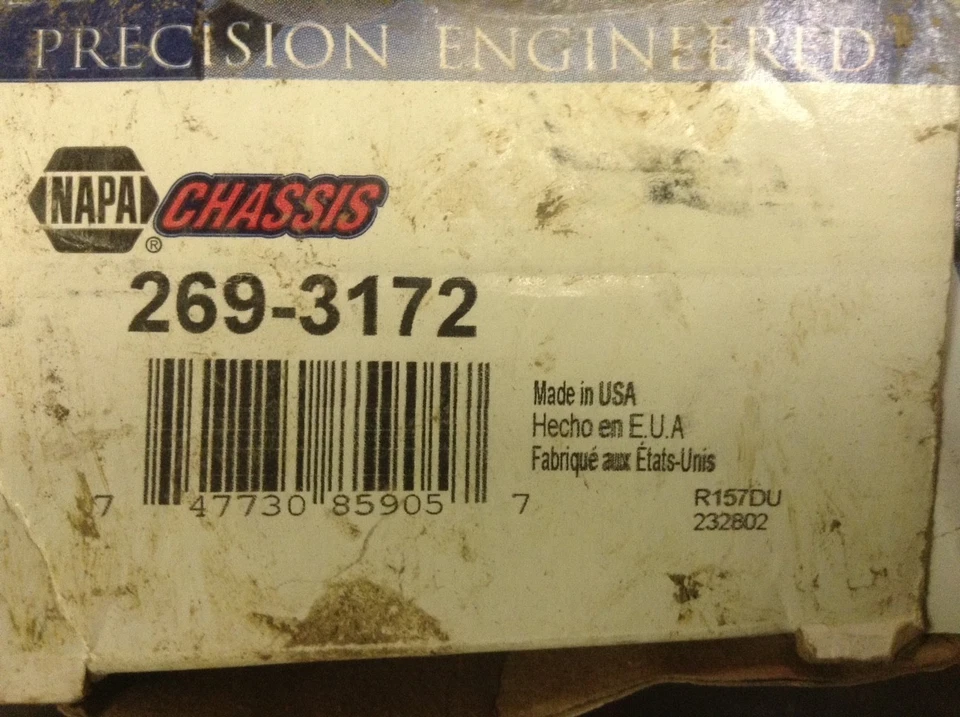 PRECISION ENGINEERED™
NAPA® CHASSIS
269-3172
7 47730 85905 7
Made in USA
Hecho en E.U.A
Fabriqué aux États-Unis
R157DU
232802